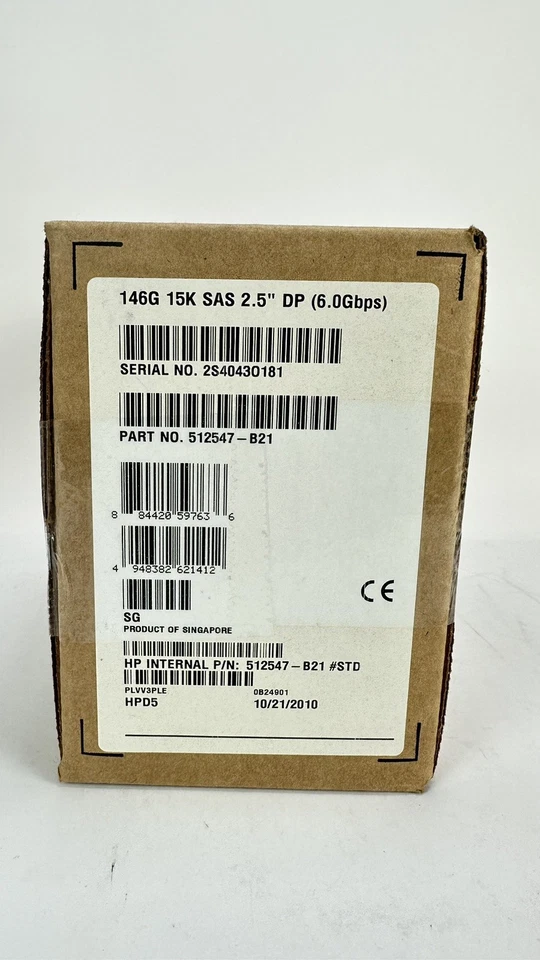 146G 15K SAS 2.5" DP (6.0Gbps)
SERIAL NO. 2S4043O181
PART NO. 512547-B21
8 84420 59763 6
4 948382 621412
CE
SG
PRODUCT OF SINGAPORE
HP INTERNAL P/N: 512547-B21 #STD
PLVV3PLE 0B24901
HPD5 10/21/2010